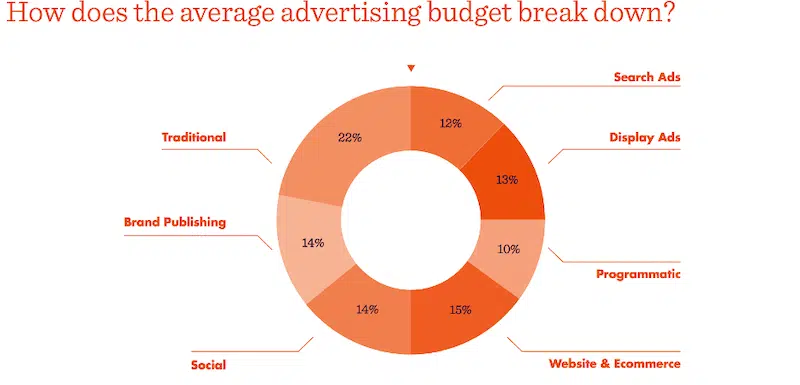 How does the average advertising budget break down?
Search Ads
12%
Display Ads
13%
Programmatic
10%
Website & Ecommerce
15%
Social
14%
Brand Publishing
14%
Traditional
22%